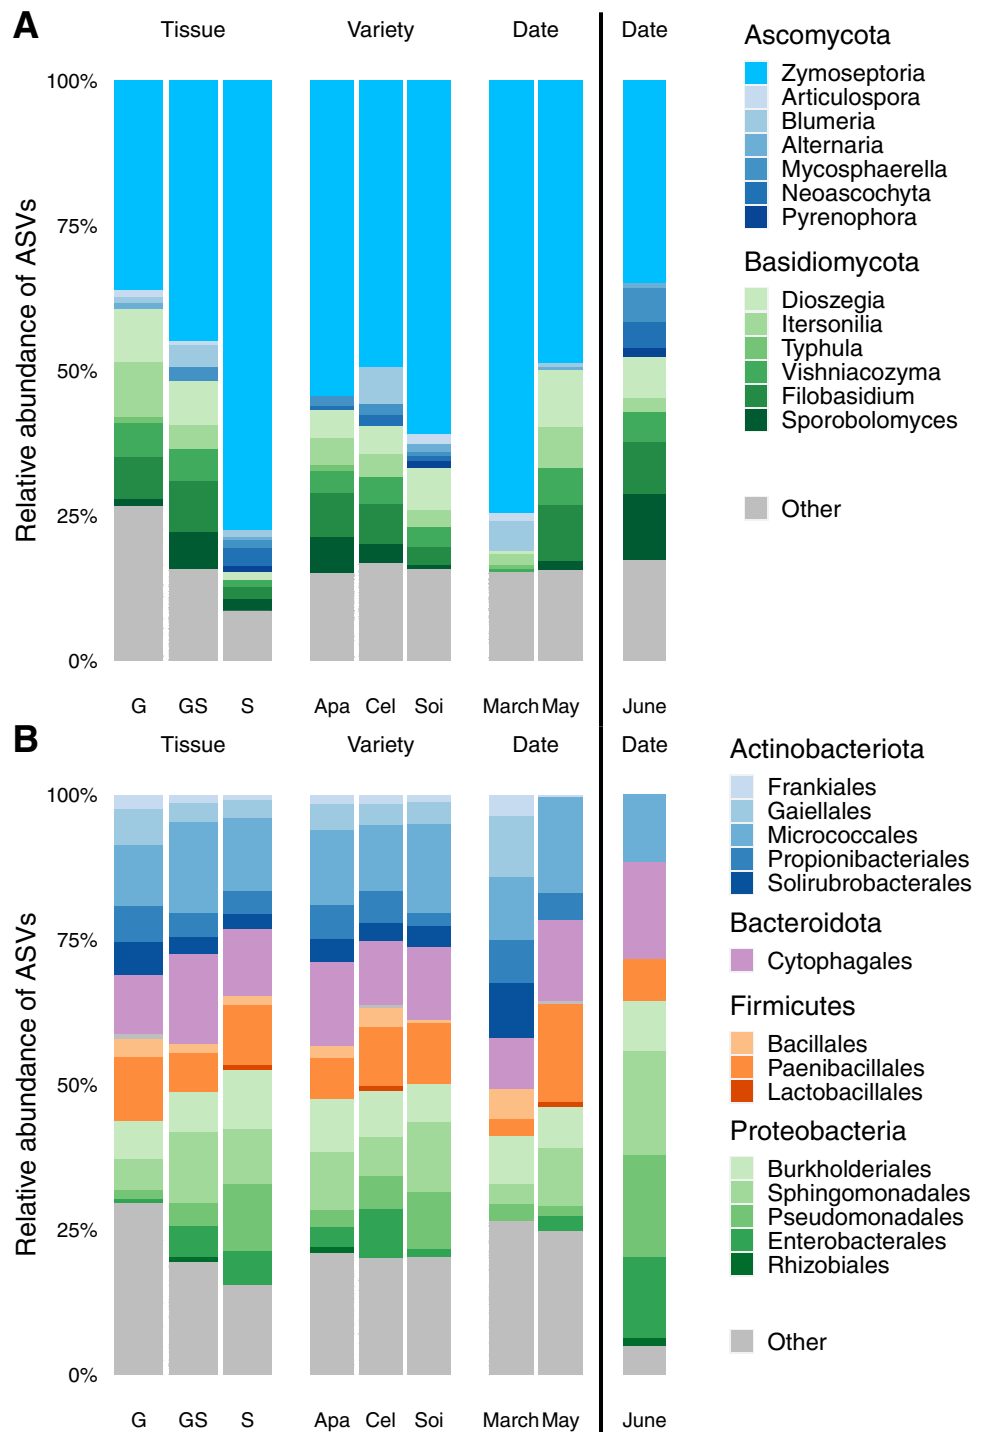 A
Tissue Variety Date Date
Relative abundance of ASVs
100%
75%
50%
25%
0%
G GS S Apa Cel Soi March May June
Ascomycota
Zymoseptoria
Articulospora
Blumeria
Alternaria
Mycosphaerella
Neoascochyta
Pyrenophora
Basidiomycota
Dioszegia
Itersonilia
Typhula
Vishniacozyma
Filobasidium
Sporobolomyces
Other
B
Tissue Variety Date Date
Relative abundance of ASVs
100%
75%
50%
25%
0%
G GS S Apa Cel Soi March May June
Actinobacteriota
Frankiales
Gaiellales
Micrococcales
Propionibacteriales
Solirubrobacterales
Bacteroidota
Cytophagales
Firmicutes
Bacillales
Paenibacillales
Lactobacillales
Proteobacteria
Burkholderiales
Sphingomonadales
Pseudomonadales
Enterobacterales
Rhizobiales
Other